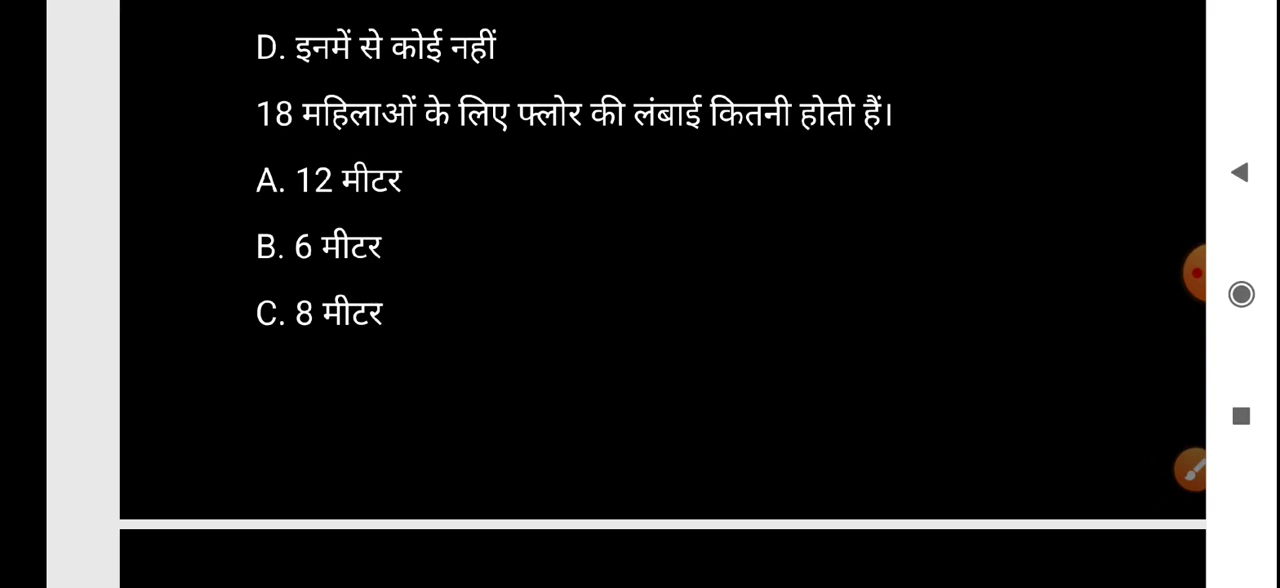 D. इनमें से कोई नहीं
18 महिलाओं के लिए फ्लोर की लंबाई कितनी होती हैं।
A. 12 मीटर
B. 6 मीटर
C. 8 मीटर